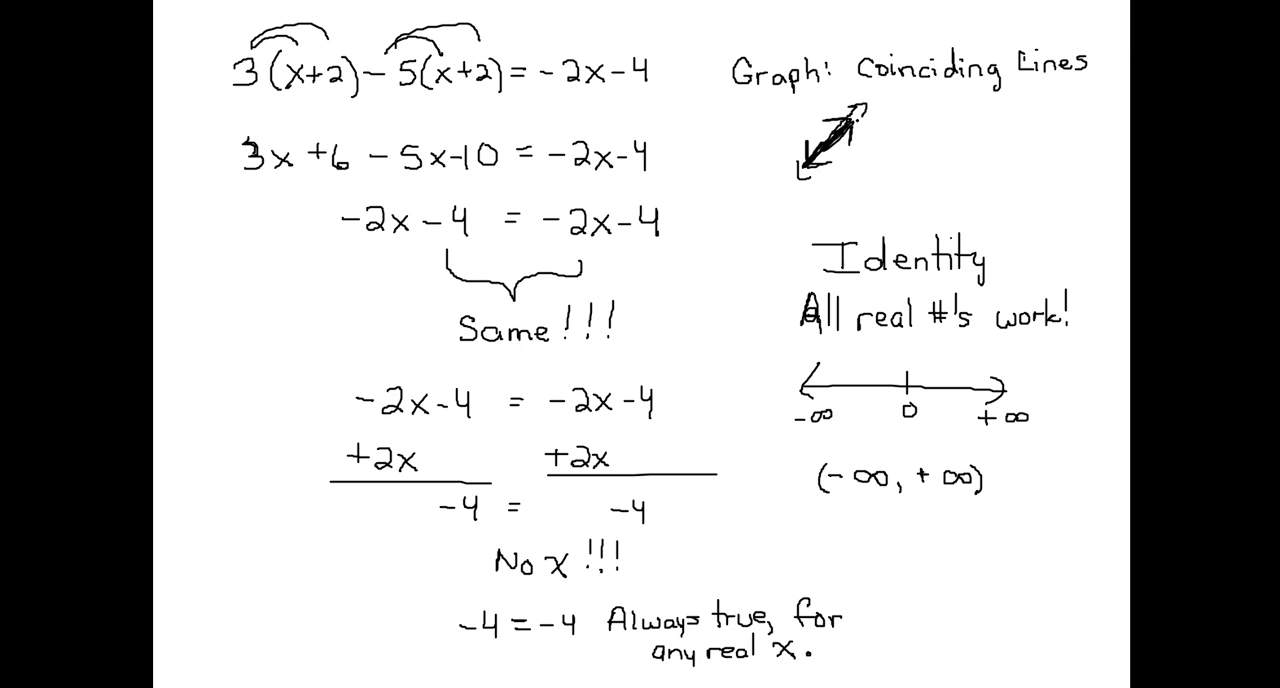 3(x+2)-5(x+2)=-2x-4
3x+6-5x-10=-2x-4
-2x-4=-2x-4
Same!!!
-2x-4=-2x-4
+2x +2x
-4=-4
No x!!!
-4=-4 Always true, for
any real x.
Graph: Coinciding Lines
Identity
All real #'s work!
-∞ 0 +∞
(-∞,+∞)